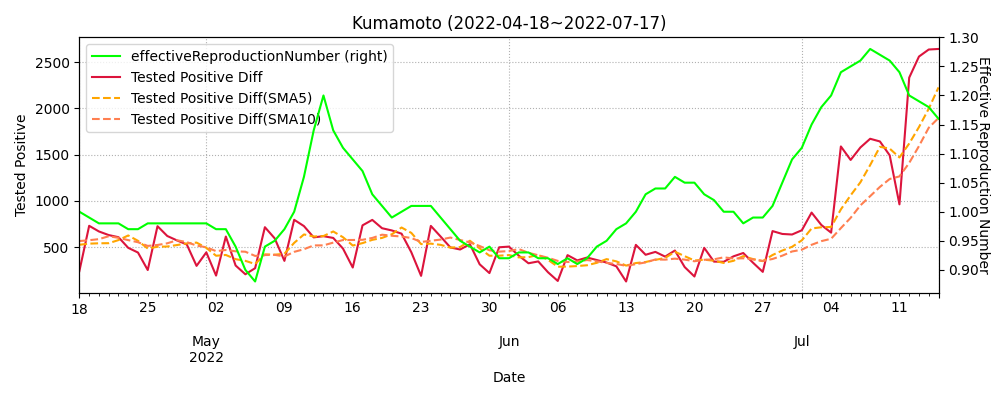 Kumamoto (2022-04-18~2022-07-17)
effectiveReproductionNumber (right)
Tested Positive Diff
Tested Positive Diff(SMA5)
Tested Positive Diff(SMA10)
Tested Positive
2500
2000
1500
1000
500
Effective Reproduction Number
1.30
1.25
1.20
1.15
1.10
1.05
1.00
0.95
0.90
18 25 02 09 16 23 30 06 13 20 27 04 11
May Jun Jul
2022
Date